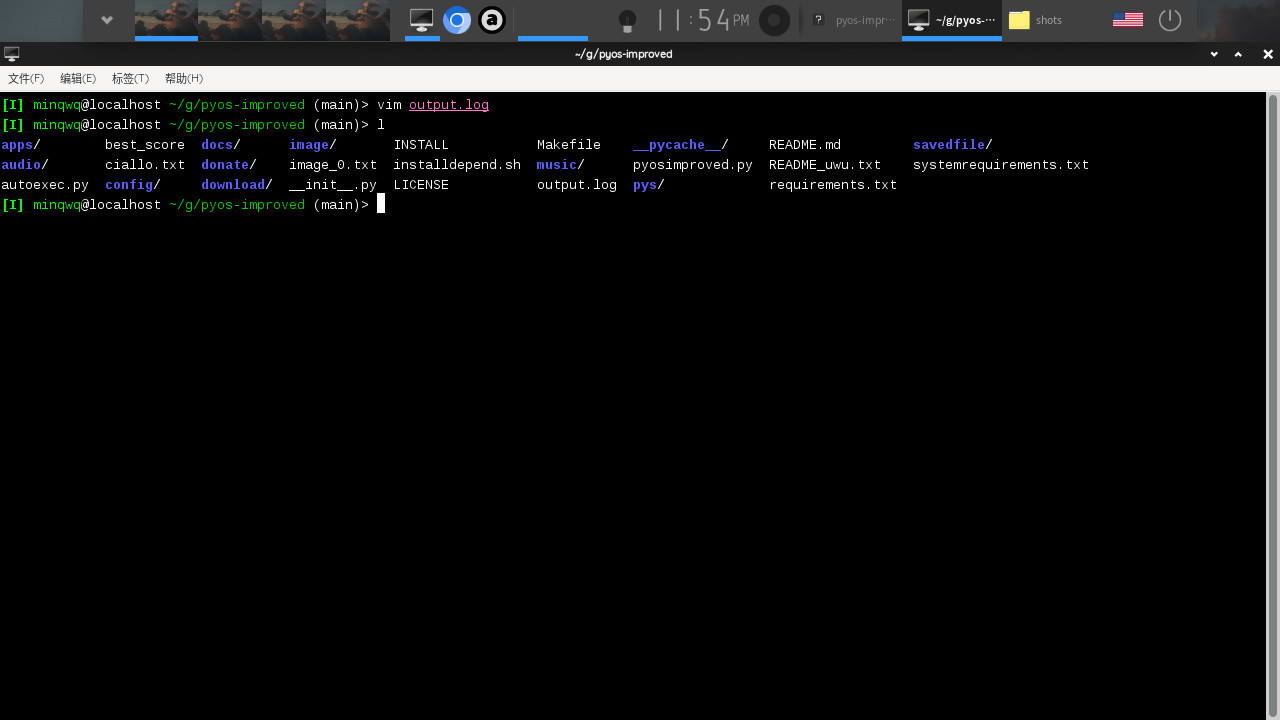 11:54 PM ? pyos-impr··· ~/g/pyos-··· shots
~/g/pyos-improved
文件(F) 编辑(E) 标签(T) 帮助(H)
[I] minqwq@localhost ~/g/pyos-improved (main)> vim output.log
[I] minqwq@localhost ~/g/pyos-improved (main)> l
apps/ best_score docs/ image/ INSTALL Makefile __pycache__/ README.md savedfile/
audio/ ciallo.txt donate/ image_0.txt installdepend.sh music/ pyosimproved.py README_uwu.txt systemrequirements.txt
autoexec.py config/ download/ __init__.py LICENSE output.log pys/ requirements.txt
[I] minqwq@localhost ~/g/pyos-improved (main)>